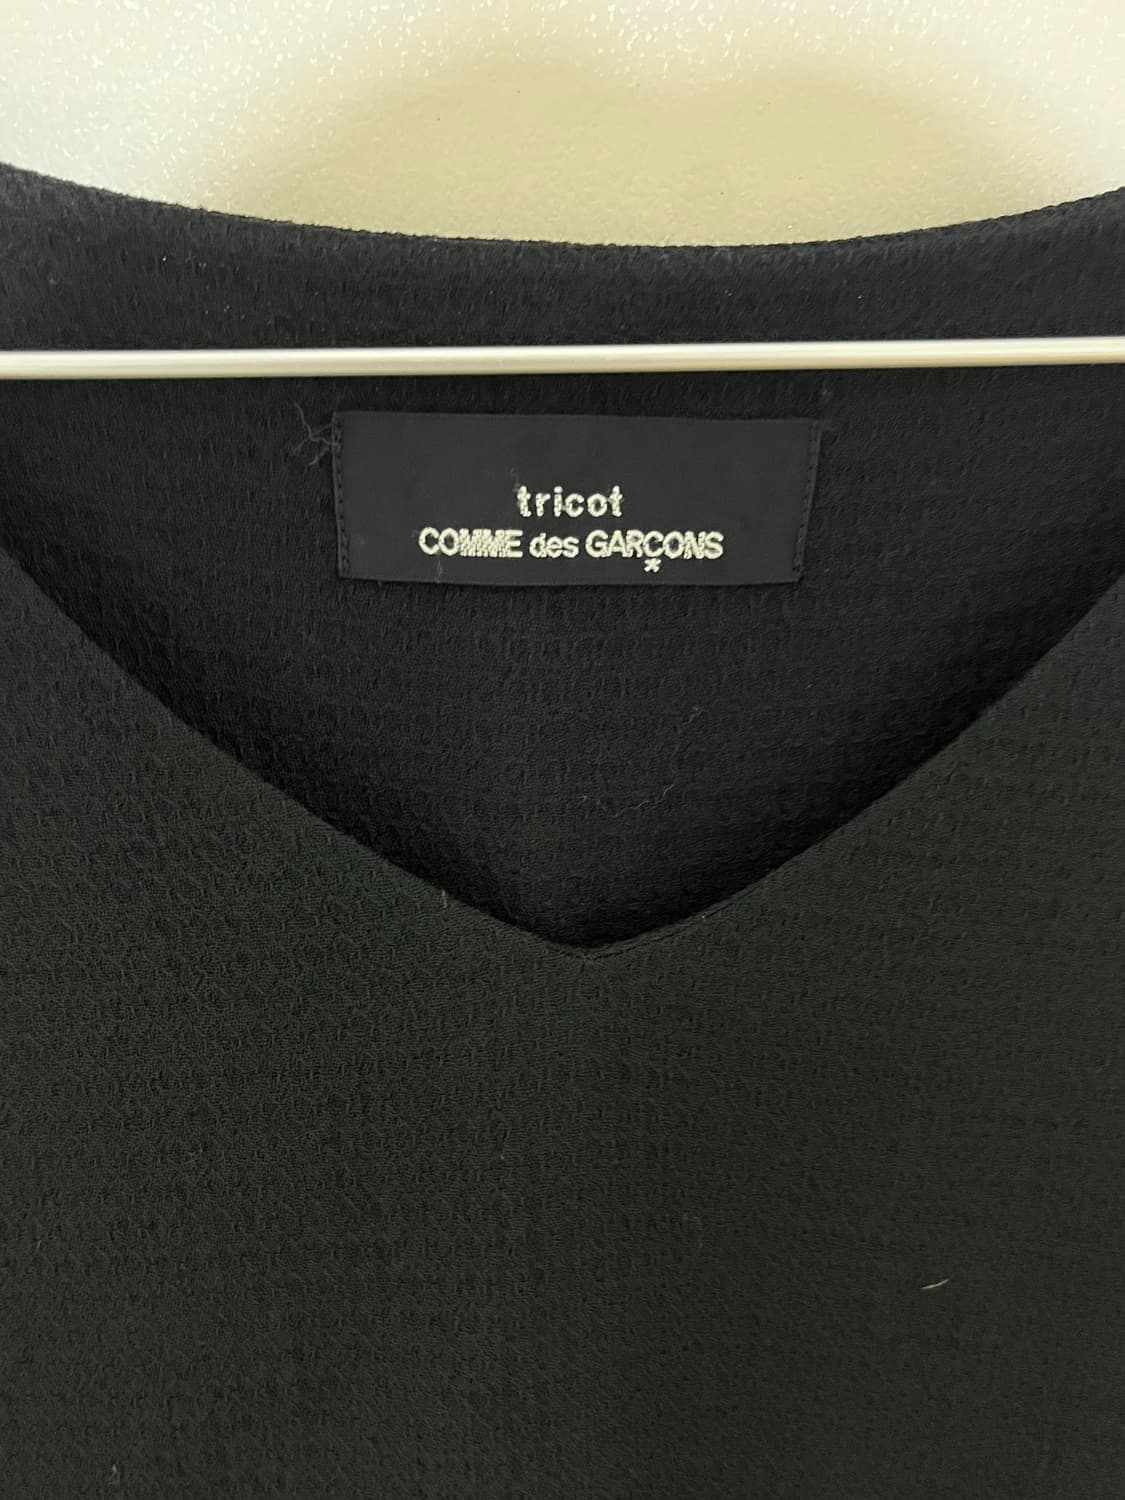 tricot
COMME des GARÇONS
*